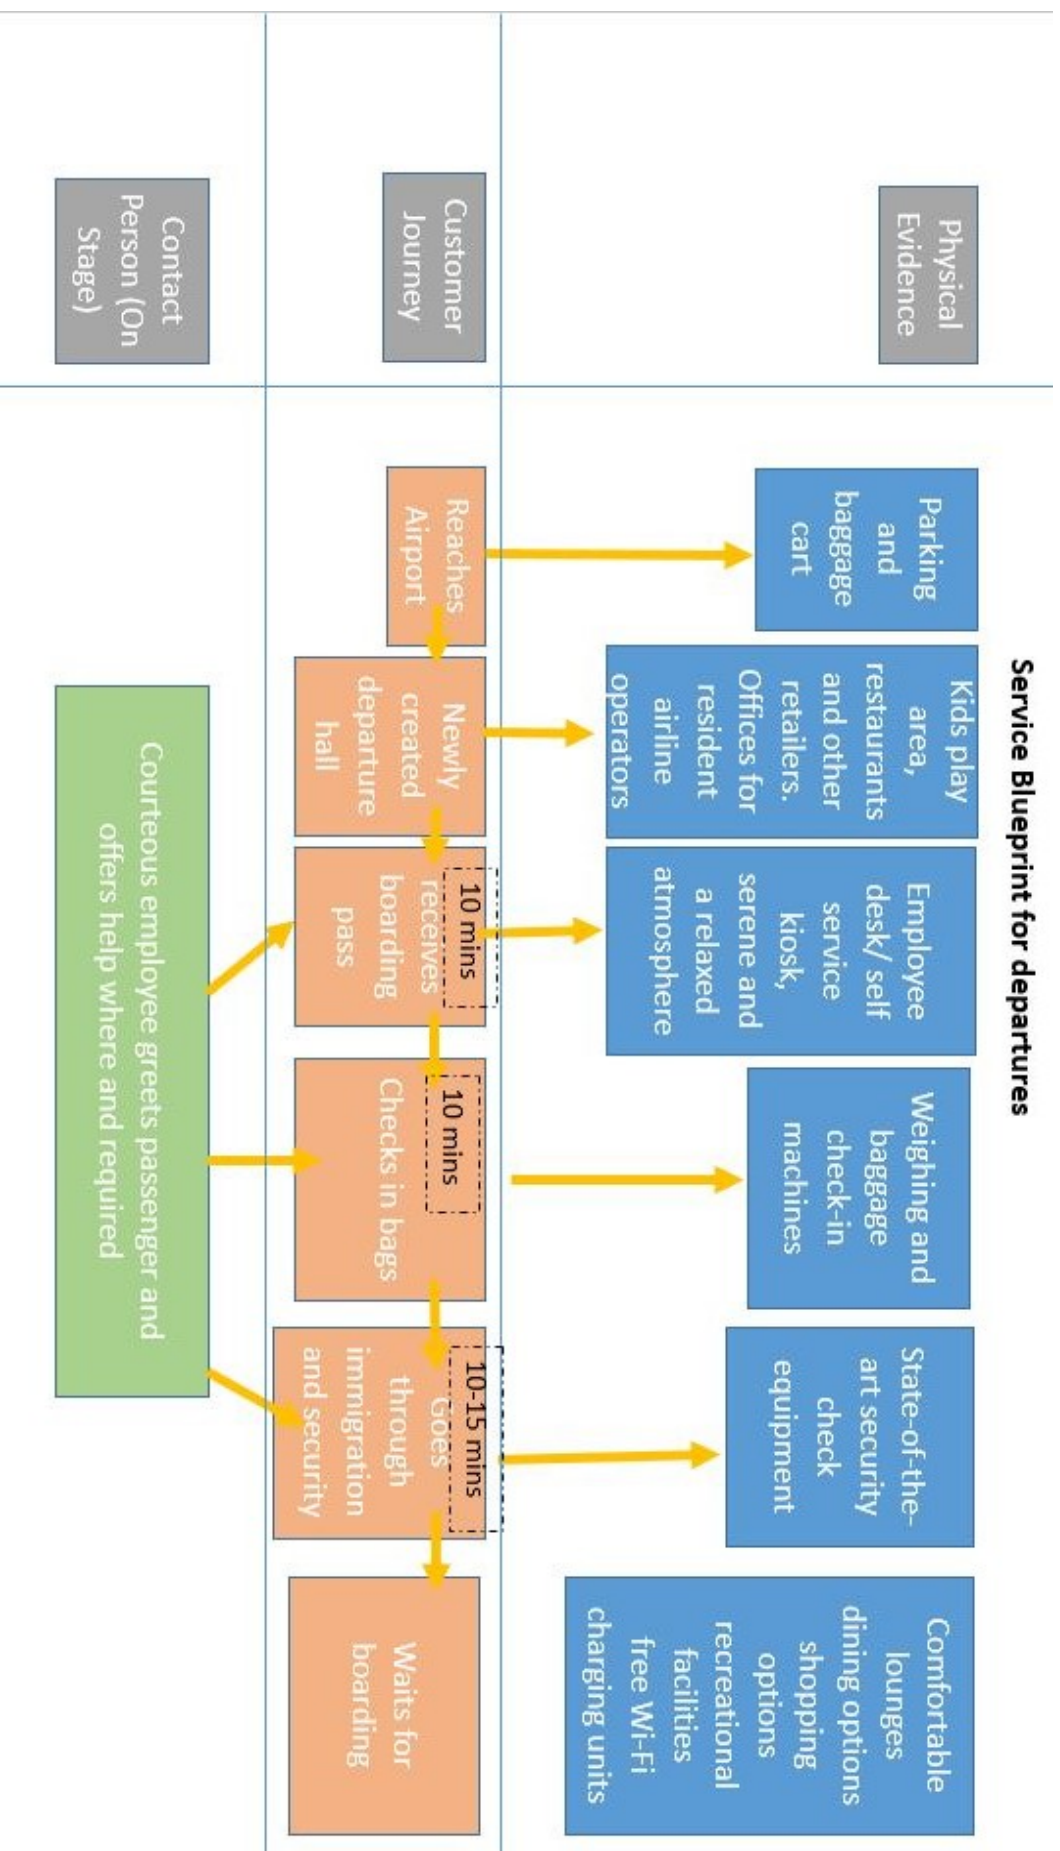 Service Blueprint for departures
Physical
Evidence
Parking
and
baggage
cart
Kids play
area,
restaurants
and other
retailers.
Offices for
resident
airline
operators
Employee
desk/ self
service
kiosk,
serene and
a relaxed
atmosphere
Weighing and
baggage
check-in
machines
State-of-the-
art security
check
equipment
Comfortable
lounges
dining options
shopping
options
recreational
facilities
free Wi-Fi
charging units
Customer
Journey
Reaches
Airport
Newly
created
departure
hall
10 mins
receives
boarding
pass
10 mins
Checks in bags
10-15 mins
Goes
through
immigration
and security
Waits for
boarding
Contact
Person (On
Stage)
Courteous employee greets passenger and
offers help where and required